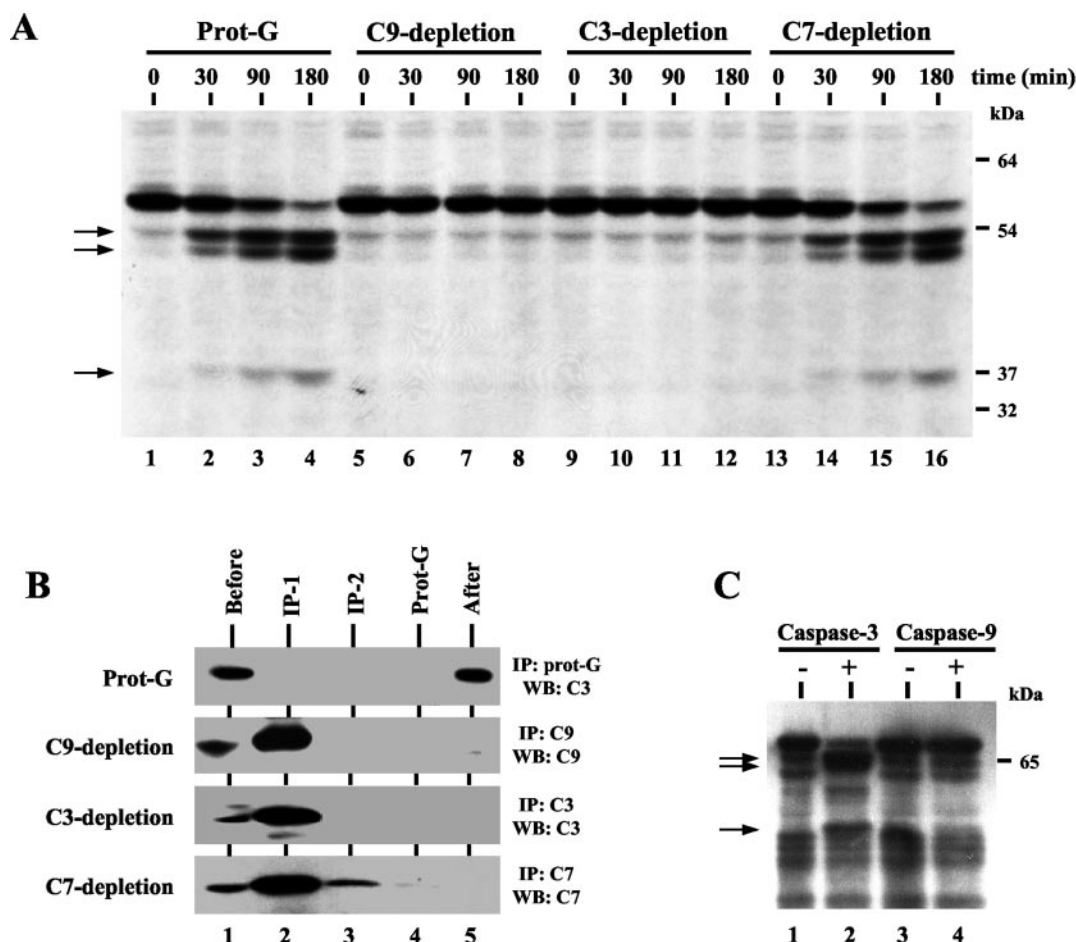 A
Prot-G C9-depletion C3-depletion C7-depletion
0 30 90 180 0 30 90 180 0 30 90 180 0 30 90 180 time (min)
kDa
64
54
37
32
1 2 3 4 5 6 7 8 9 10 11 12 13 14 15 16
B
Before IP-1 IP-2 Prot-G After
Prot-G IP: prot-G
WB: C3
C9-depletion IP: C9
WB: C9
C3-depletion IP: C3
WB: C3
C7-depletion IP: C7
WB: C7
1 2 3 4 5
C
Caspase-3 Caspase-9
- + - +
kDa
65
1 2 3 4